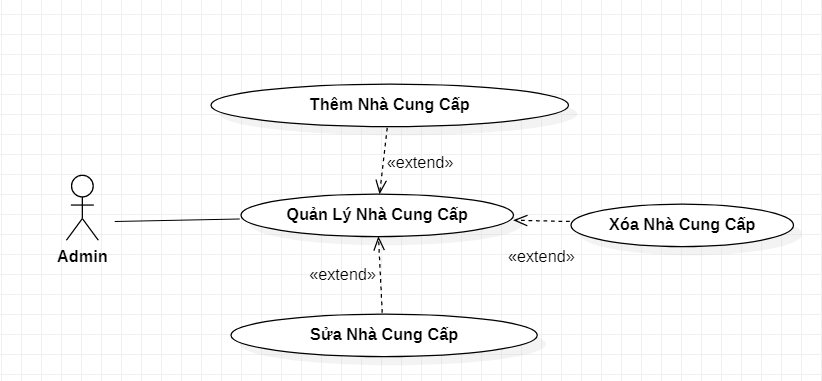 Thêm Nhà Cung Cấp
«extend»
Quản Lý Nhà Cung Cấp
Xóa Nhà Cung Cấp
Admin
«extend»
«extend»
Sửa Nhà Cung Cấp